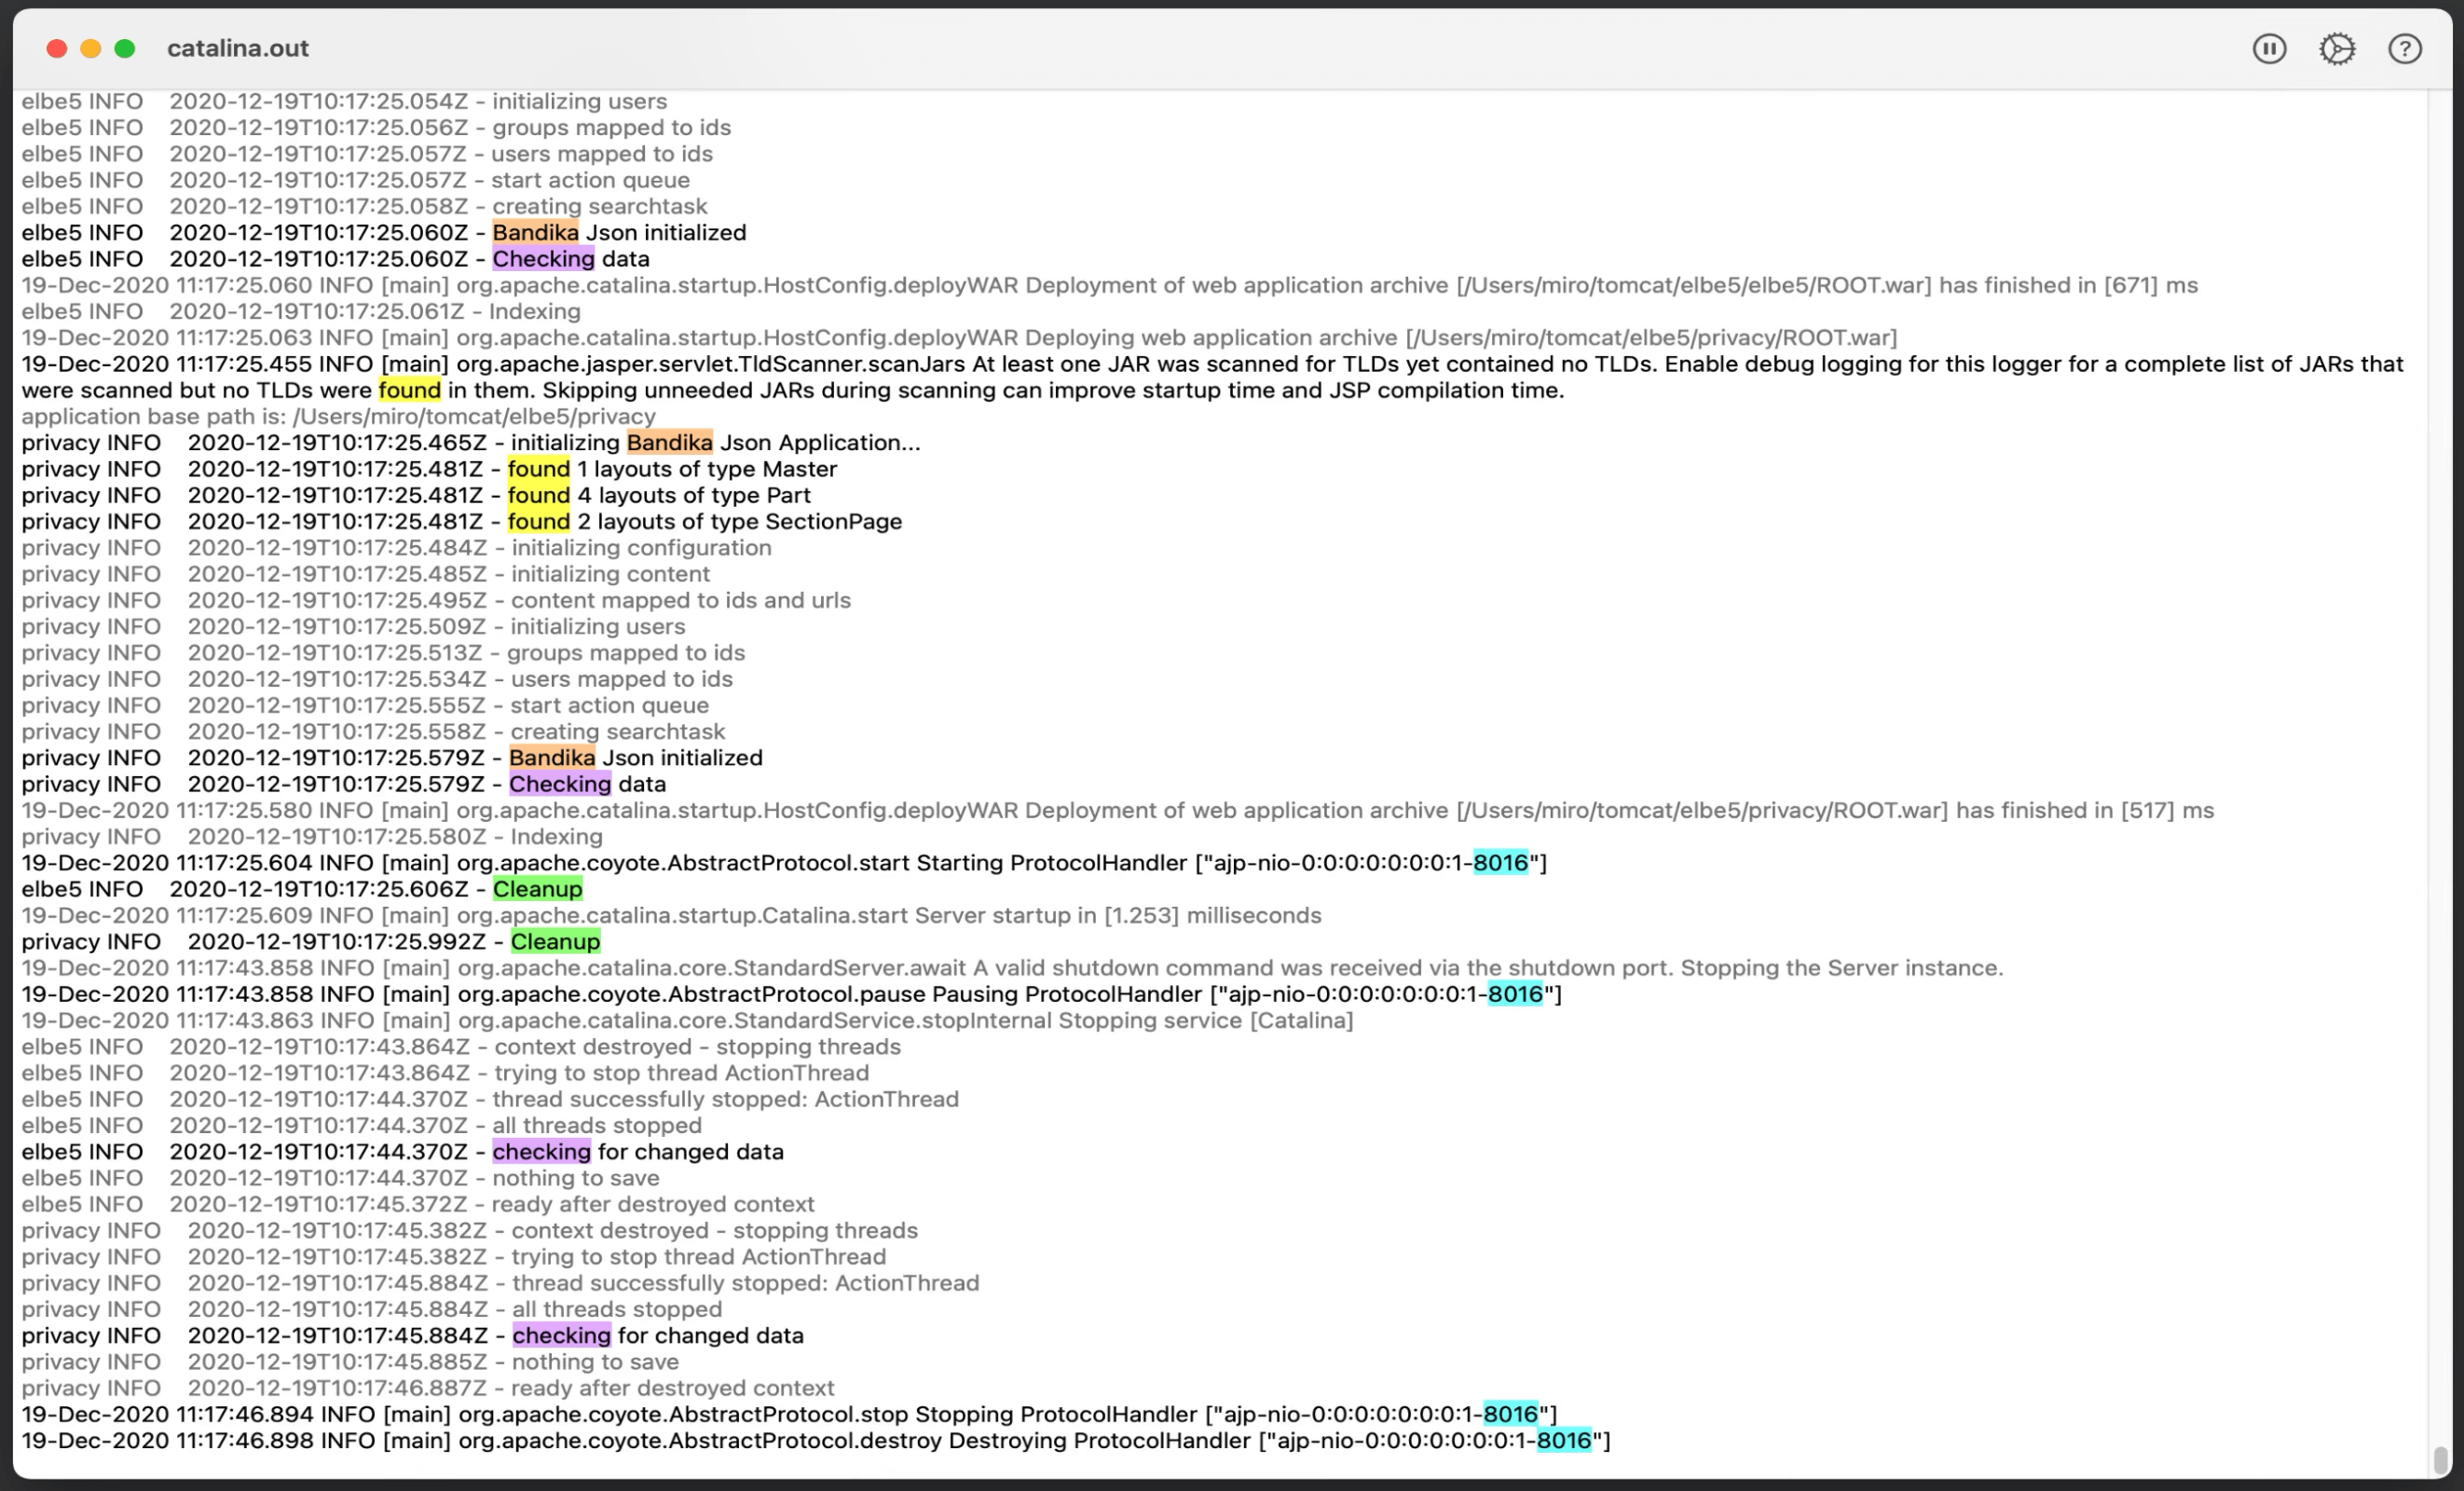 catalina.out
elbe5 INFO 2020-12-19T10:17:25.054Z - initializing users
elbe5 INFO 2020-12-19T10:17:25.056Z - groups mapped to ids
elbe5 INFO 2020-12-19T10:17:25.057Z - users mapped to ids
elbe5 INFO 2020-12-19T10:17:25.057Z - start action queue
elbe5 INFO 2020-12-19T10:17:25.058Z - creating searchtask
elbe5 INFO 2020-12-19T10:17:25.060Z - Bandika Json initialized
elbe5 INFO 2020-12-19T10:17:25.060Z - Checking data
19-Dec-2020 11:17:25.060 INFO [main] org.apache.catalina.startup.HostConfig.deployWAR Deployment of web application archive [/Users/miro/tomcat/elbe5/elbe5/ROOT.war] has finished in [671] ms
elbe5 INFO 2020-12-19T10:17:25.061Z - Indexing
19-Dec-2020 11:17:25.063 INFO [main] org.apache.catalina.startup.HostConfig.deployWAR Deploying web application archive [/Users/miro/tomcat/elbe5/privacy/ROOT.war]
19-Dec-2020 11:17:25.455 INFO [main] org.apache.jasper.servlet.TldScanner.scanJars At least one JAR was scanned for TLDs yet contained no TLDs. Enable debug logging for this logger for a complete list of JARs that
were scanned but no TLDs were found in them. Skipping unneeded JARs during scanning can improve startup time and JSP compilation time.
application base path is: /Users/miro/tomcat/elbe5/privacy
privacy INFO 2020-12-19T10:17:25.465Z - initializing Bandika Json Application...
privacy INFO 2020-12-19T10:17:25.481Z - found 1 layouts of type Master
privacy INFO 2020-12-19T10:17:25.481Z - found 4 layouts of type Part
privacy INFO 2020-12-19T10:17:25.481Z - found 2 layouts of type SectionPage
privacy INFO 2020-12-19T10:17:25.484Z - initializing configuration
privacy INFO 2020-12-19T10:17:25.485Z - initializing content
privacy INFO 2020-12-19T10:17:25.495Z - content mapped to ids and urls
privacy INFO 2020-12-19T10:17:25.509Z - initializing users
privacy INFO 2020-12-19T10:17:25.513Z - groups mapped to ids
privacy INFO 2020-12-19T10:17:25.534Z - users mapped to ids
privacy INFO 2020-12-19T10:17:25.555Z - start action queue
privacy INFO 2020-12-19T10:17:25.558Z - creating searchtask
privacy INFO 2020-12-19T10:17:25.579Z - Bandika Json initialized
privacy INFO 2020-12-19T10:17:25.579Z - Checking data
19-Dec-2020 11:17:25.580 INFO [main] org.apache.catalina.startup.HostConfig.deployWAR Deployment of web application archive [/Users/miro/tomcat/elbe5/privacy/ROOT.war] has finished in [517] ms
privacy INFO 2020-12-19T10:17:25.580Z - Indexing
19-Dec-2020 11:17:25.604 INFO [main] org.apache.coyote.AbstractProtocol.start Starting ProtocolHandler ["ajp-nio-0:0:0:0:0:0:0:1-8016"]
elbe5 INFO 2020-12-19T10:17:25.606Z - Cleanup
19-Dec-2020 11:17:25.609 INFO [main] org.apache.catalina.startup.Catalina.start Server startup in [1.253] milliseconds
privacy INFO 2020-12-19T10:17:25.992Z - Cleanup
19-Dec-2020 11:17:43.858 INFO [main] org.apache.catalina.core.StandardServer.await A valid shutdown command was received via the shutdown port. Stopping the Server instance.
19-Dec-2020 11:17:43.858 INFO [main] org.apache.coyote.AbstractProtocol.pause Pausing ProtocolHandler ["ajp-nio-0:0:0:0:0:0:0:1-8016"]
19-Dec-2020 11:17:43.863 INFO [main] org.apache.catalina.core.StandardService.stopInternal Stopping service [Catalina]
elbe5 INFO 2020-12-19T10:17:43.864Z - context destroyed - stopping threads
elbe5 INFO 2020-12-19T10:17:43.864Z - trying to stop thread ActionThread
elbe5 INFO 2020-12-19T10:17:44.370Z - thread successfully stopped: ActionThread
elbe5 INFO 2020-12-19T10:17:44.370Z - all threads stopped
elbe5 INFO 2020-12-19T10:17:44.370Z - checking for changed data
elbe5 INFO 2020-12-19T10:17:44.370Z - nothing to save
elbe5 INFO 2020-12-19T10:17:45.372Z - ready after destroyed context
privacy INFO 2020-12-19T10:17:45.382Z - context destroyed - stopping threads
privacy INFO 2020-12-19T10:17:45.382Z - trying to stop thread ActionThread
privacy INFO 2020-12-19T10:17:45.884Z - thread successfully stopped: ActionThread
privacy INFO 2020-12-19T10:17:45.884Z - all threads stopped
privacy INFO 2020-12-19T10:17:45.884Z - checking for changed data
privacy INFO 2020-12-19T10:17:45.885Z - nothing to save
privacy INFO 2020-12-19T10:17:46.887Z - ready after destroyed context
19-Dec-2020 11:17:46.894 INFO [main] org.apache.coyote.AbstractProtocol.stop Stopping ProtocolHandler ["ajp-nio-0:0:0:0:0:0:0:1-8016"]
19-Dec-2020 11:17:46.898 INFO [main] org.apache.coyote.AbstractProtocol.destroy Destroying ProtocolHandler ["ajp-nio-0:0:0:0:0:0:0:1-8016"]